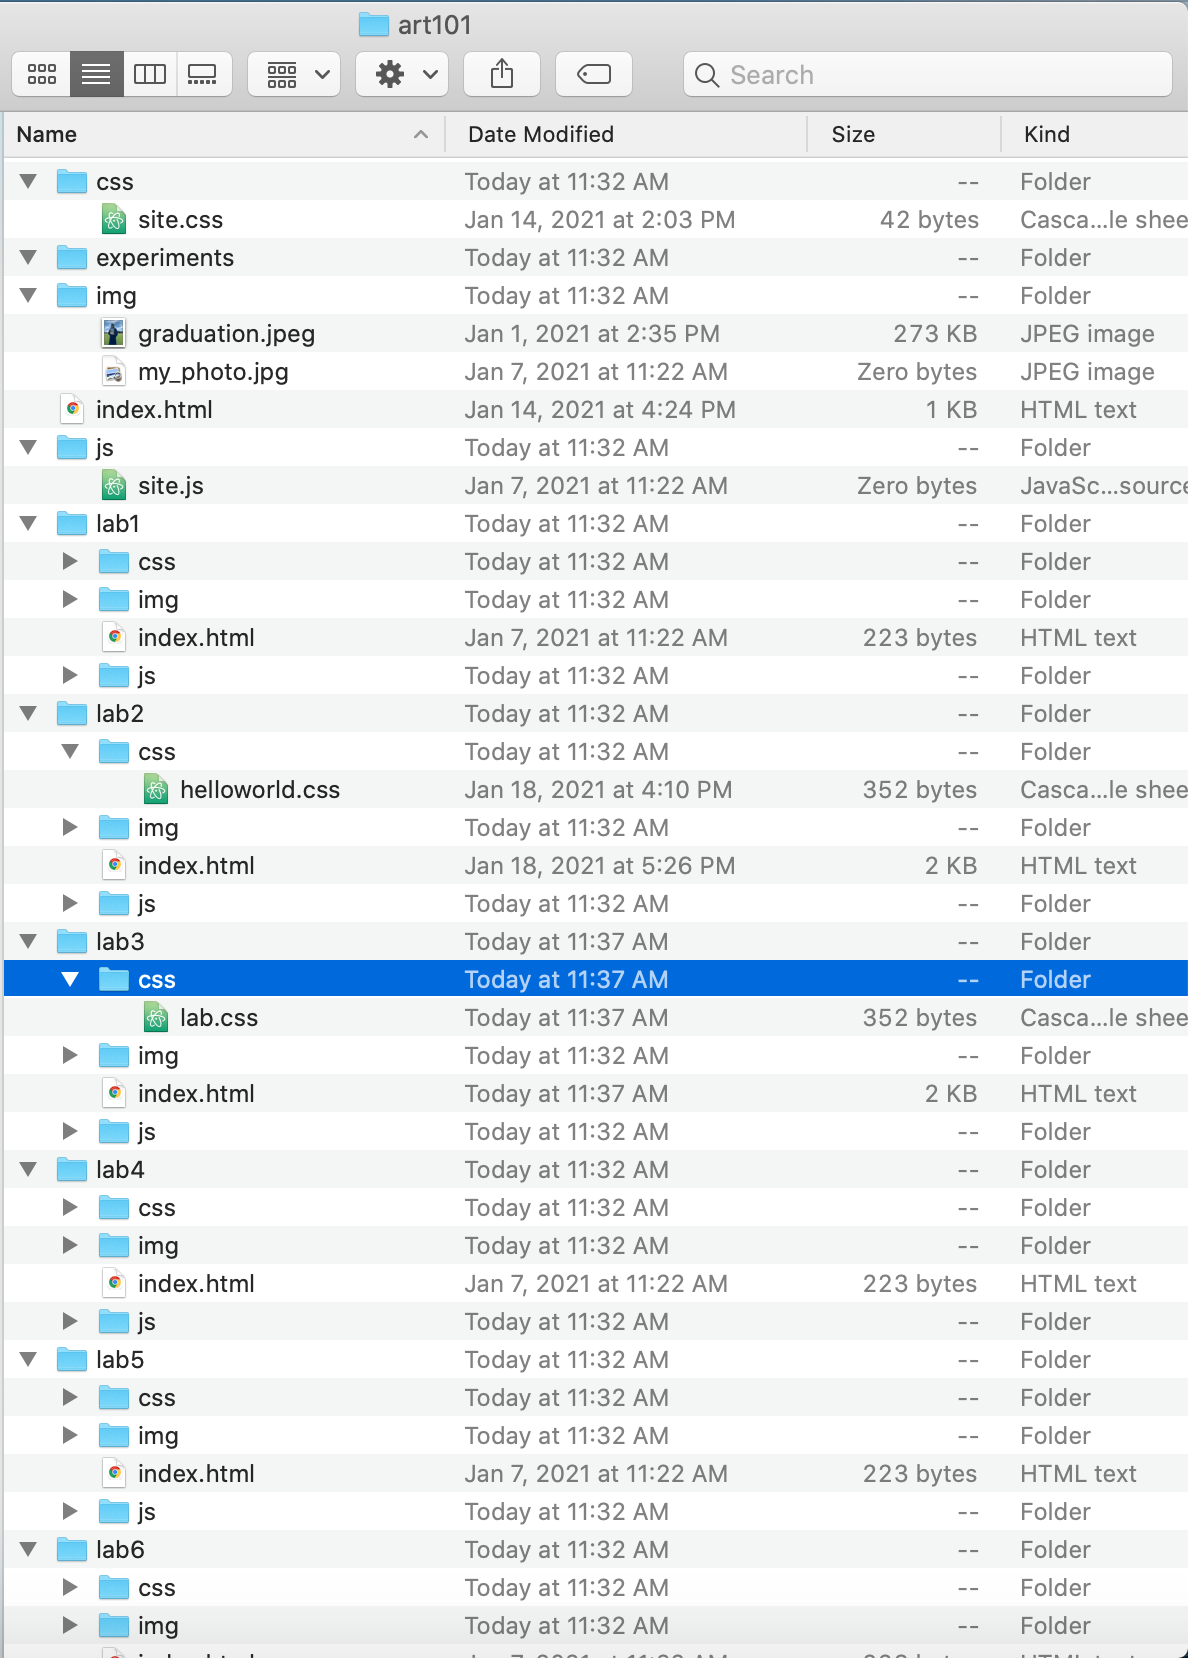 art101
Search
Name Date Modified Size Kind
css Today at 11:32 AM -- Folder
site.css Jan 14, 2021 at 2:03 PM 42 bytes Casca...le shee
experiments Today at 11:32 AM -- Folder
img Today at 11:32 AM -- Folder
graduation.jpeg Jan 1, 2021 at 2:35 PM 273 KB JPEG image
my_photo.jpg Jan 7, 2021 at 11:22 AM Zero bytes JPEG image
index.html Jan 14, 2021 at 4:24 PM 1 KB HTML text
js Today at 11:32 AM -- Folder
site.js Jan 7, 2021 at 11:22 AM Zero bytes JavaSc...source
lab1 Today at 11:32 AM -- Folder
css Today at 11:32 AM -- Folder
img Today at 11:32 AM -- Folder
index.html Jan 7, 2021 at 11:22 AM 223 bytes HTML text
js Today at 11:32 AM -- Folder
lab2 Today at 11:32 AM -- Folder
css Today at 11:32 AM -- Folder
helloworld.css Jan 18, 2021 at 4:10 PM 352 bytes Casca...le shee
img Today at 11:32 AM -- Folder
index.html Jan 18, 2021 at 5:26 PM 2 KB HTML text
js Today at 11:32 AM -- Folder
lab3 Today at 11:37 AM -- Folder
css Today at 11:37 AM -- Folder
lab.css Today at 11:37 AM 352 bytes Casca...le shee
img Today at 11:32 AM -- Folder
index.html Today at 11:37 AM 2 KB HTML text
js Today at 11:32 AM -- Folder
lab4 Today at 11:32 AM -- Folder
css Today at 11:32 AM -- Folder
img Today at 11:32 AM -- Folder
index.html Jan 7, 2021 at 11:22 AM 223 bytes HTML text
js Today at 11:32 AM -- Folder
lab5 Today at 11:32 AM -- Folder
css Today at 11:32 AM -- Folder
img Today at 11:32 AM -- Folder
index.html Jan 7, 2021 at 11:22 AM 223 bytes HTML text
js Today at 11:32 AM -- Folder
lab6 Today at 11:32 AM -- Folder
css Today at 11:32 AM -- Folder
img Today at 11:32 AM -- Folder